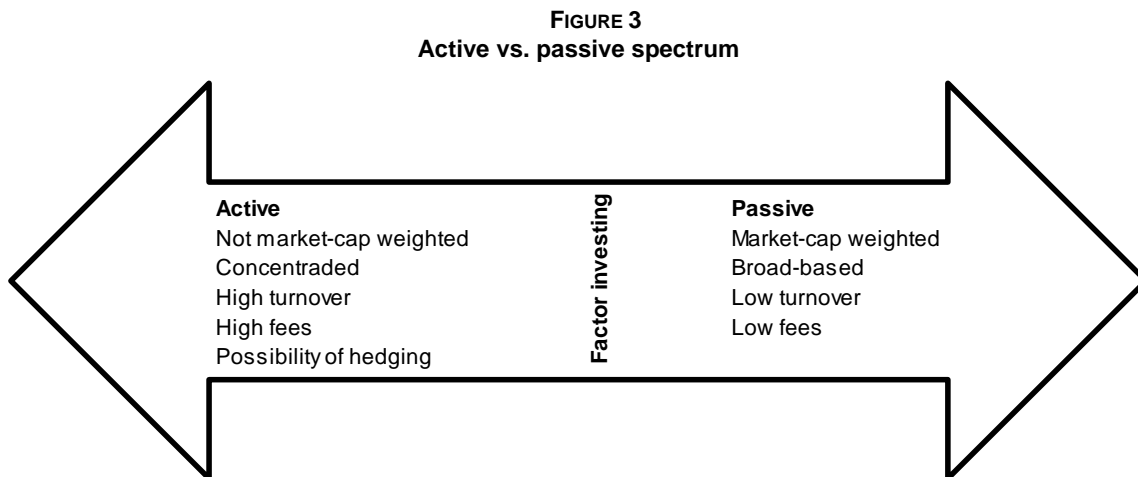 FIGURE 3
Active vs. passive spectrum
Active
Not market-cap weighted
Concentraded
High turnover
High fees
Possibility of hedging
Factor investing
Passive
Market-cap weighted
Broad-based
Low turnover
Low fees